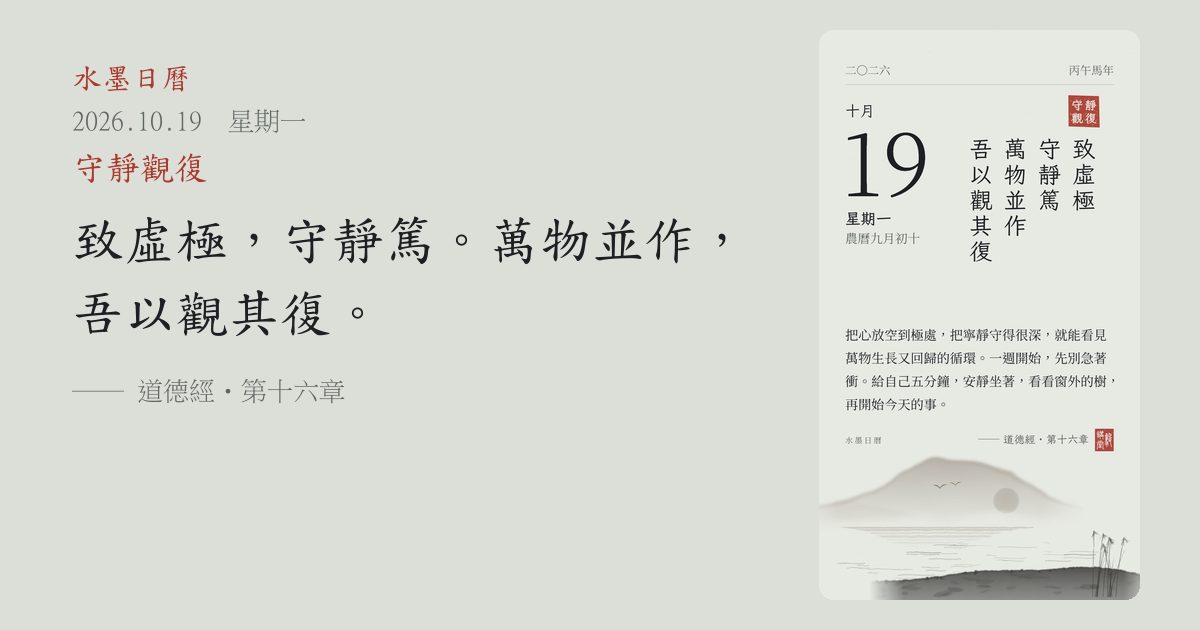 水墨日曆
2026.10.19 星期一
守靜觀復
致虛極，守靜篤。萬物並作，
吾以觀其復。
—— 道德經・第十六章
二〇二六
丙午馬年
十月
19
星期一
農曆九月初十
守靜
觀復
致虛極
守靜篤
萬物並作
吾以觀其復
把心放空到極處，把寧靜守得很深，就能看見
萬物生長又回歸的循環。一週開始，先別急著
衝。給自己五分鐘，安靜坐著，看看窗外的樹，
再開始今天的事。
水墨日曆
—— 道德經・第十六章